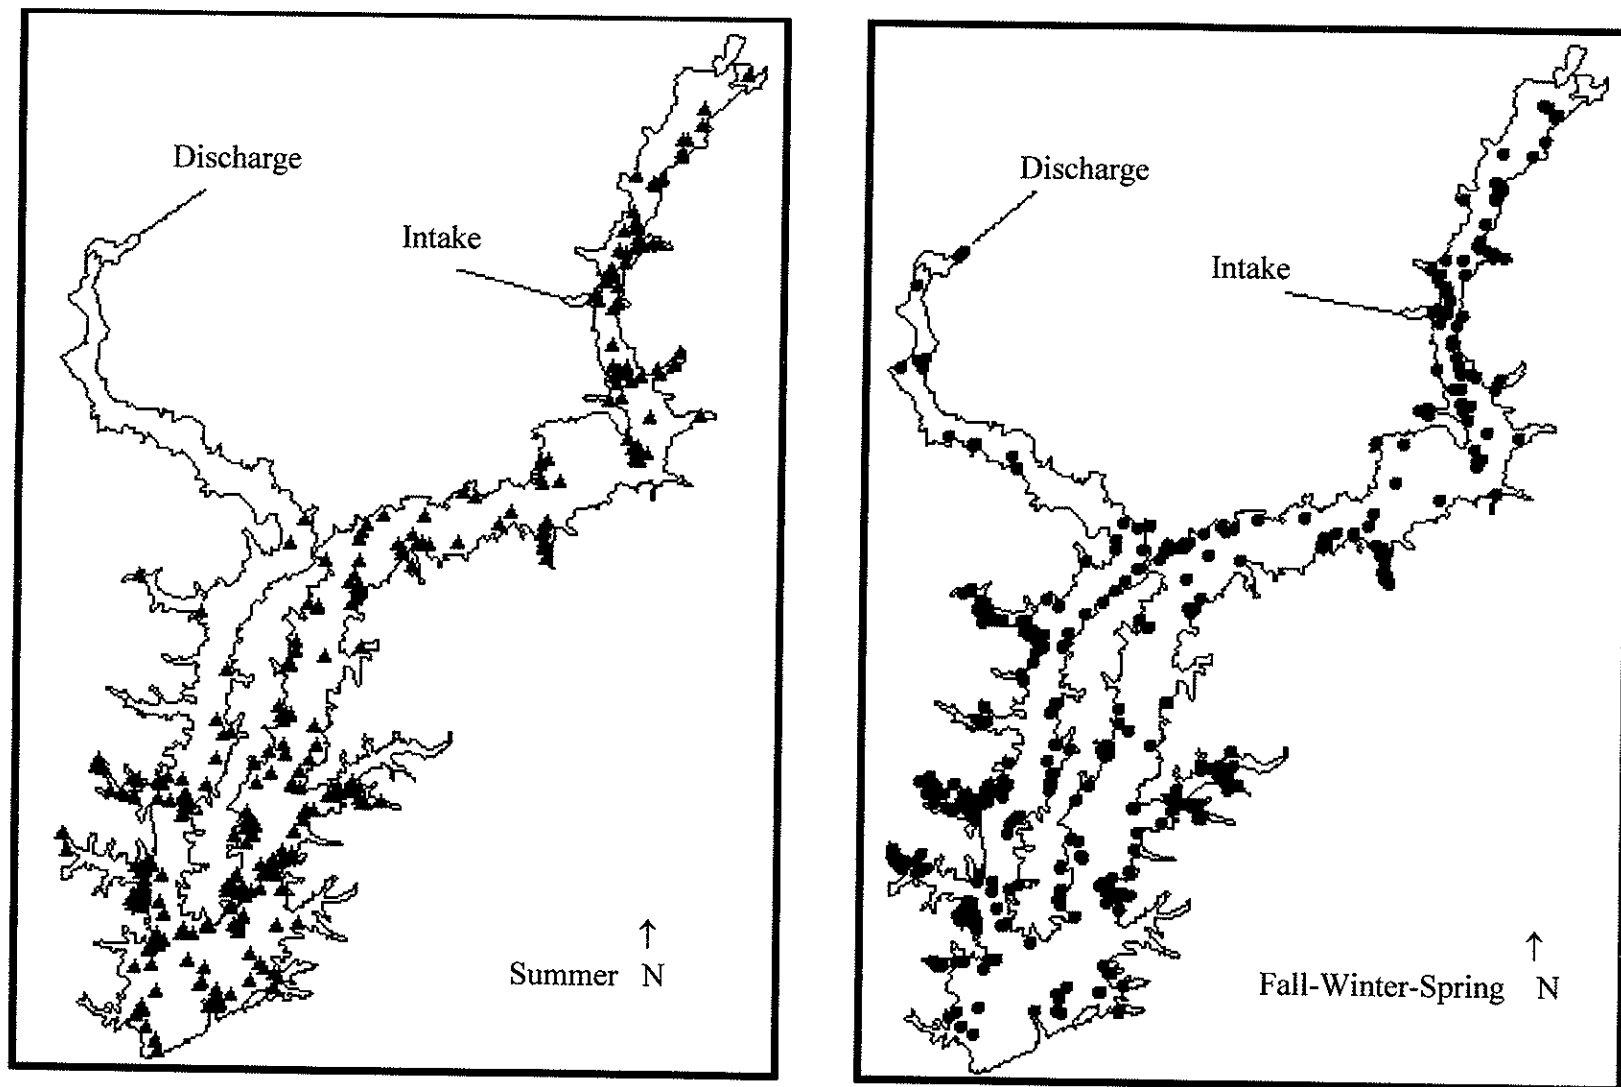 Discharge
Intake
↑
Summer N
Discharge
Intake
↑
Fall-Winter-Spring N